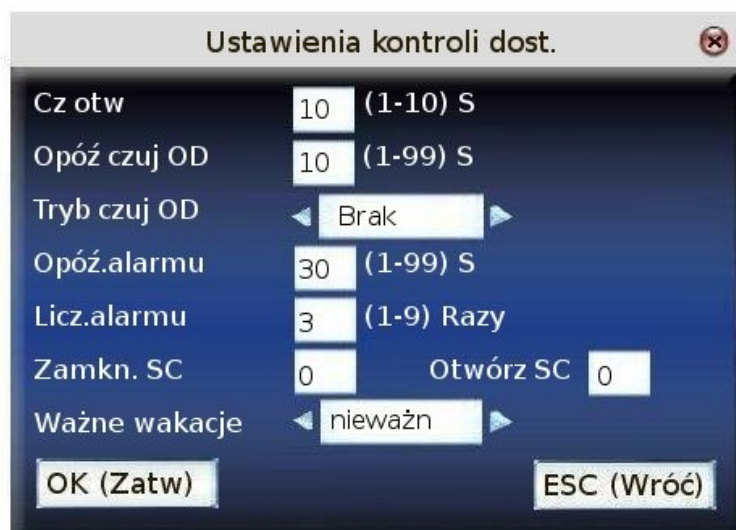 Ustawienia kontroli dost.
Cz otw 10 (1-10) S
Opóź czuj OD 10 (1-99) S
Tryb czuj OD Brak
Opóź.alarmu 30 (1-99) S
Licz.alarmu 3 (1-9) Razy
Zamkn. SC 0 Otwórz SC 0
Ważne wakacje nieważn
OK (Zatw) ESC (Wróć)